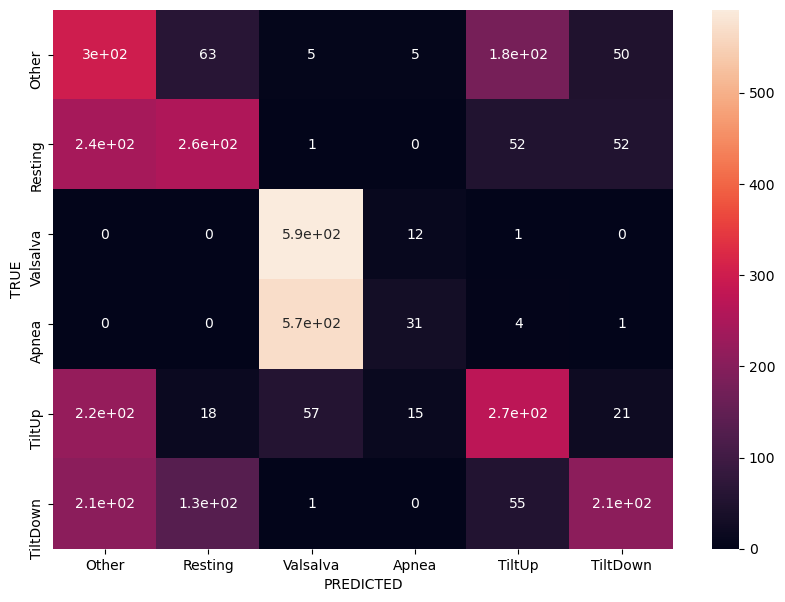 TRUE
Other 3e+02 63 5 5 1.8e+02 50
Resting 2.4e+02 2.6e+02 1 0 52 52
Valsalva 0 0 5.9e+02 12 1 0
Apnea 0 0 5.7e+02 31 4 1
TiltUp 2.2e+02 18 57 15 2.7e+02 21
TiltDown 2.1e+02 1.3e+02 1 0 55 2.1e+02
Other Resting Valsalva Apnea TiltUp TiltDown
PREDICTED
500
400
300
200
100
0